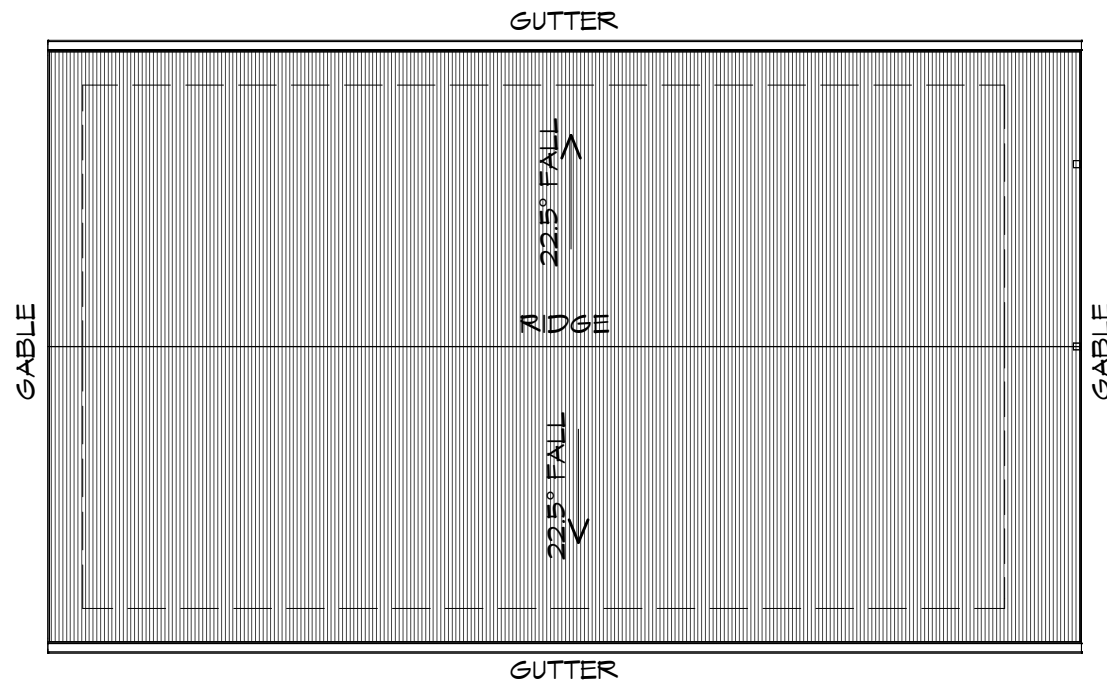 GUTTER
22.5° FALL
RIDGE
GABLE
GABLE
22.5° FALL
GUTTER